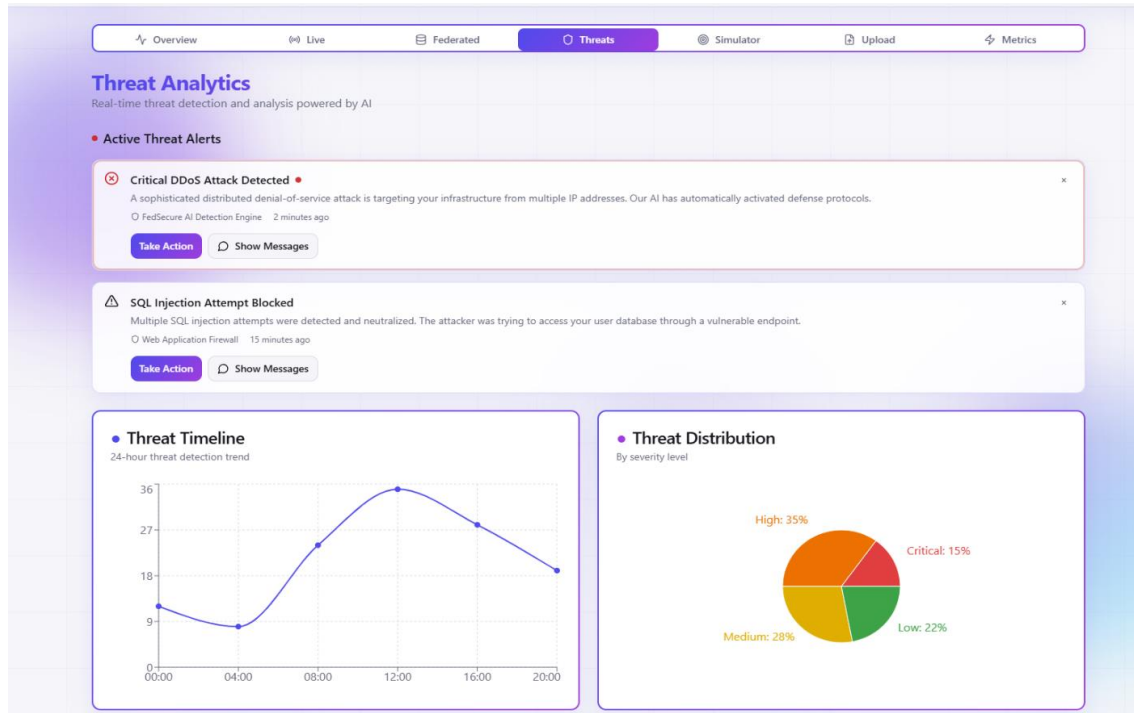 Overview Live Federated Threats Simulator Upload Metrics
Threat Analytics
Real-time threat detection and analysis powered by AI
Active Threat Alerts
Critical DDoS Attack Detected
×
A sophisticated distributed denial-of-service attack is targeting your infrastructure from multiple IP addresses. Our AI has automatically activated defense protocols.
FedSecure AI Detection Engine 2 minutes ago
Take Action Show Messages
SQL Injection Attempt Blocked
×
Multiple SQL injection attempts were detected and neutralized. The attacker was trying to access your user database through a vulnerable endpoint.
Web Application Firewall 15 minutes ago
Take Action Show Messages
Threat Timeline
24-hour threat detection trend
36
27
18
9
0
00:00 04:00 08:00 12:00 16:00 20:00
Threat Distribution
By severity level
High: 35%
Critical: 15%
Medium: 28%
Low: 22%